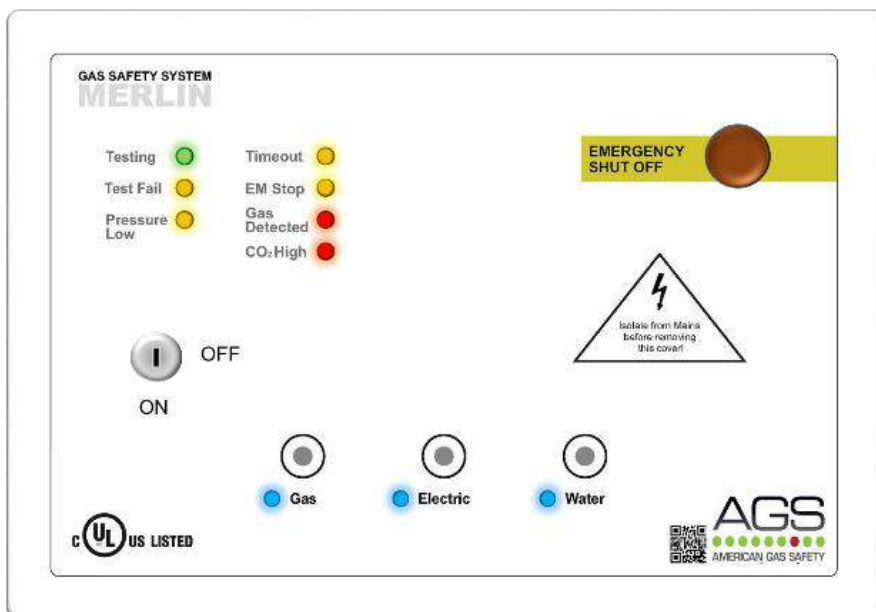 GAS SAFETY SYSTEM
MERLIN
Testing
Timeout
Test Fail
EM Stop
Pressure
Low
Gas
Detected
CO₂ High
EMERGENCY
SHUT OFF
Isolate from Mains
before removing
this cover!
OFF
ON
Gas
Electric
Water
C UL US LISTED
AGS
AMERICAN GAS SAFETY